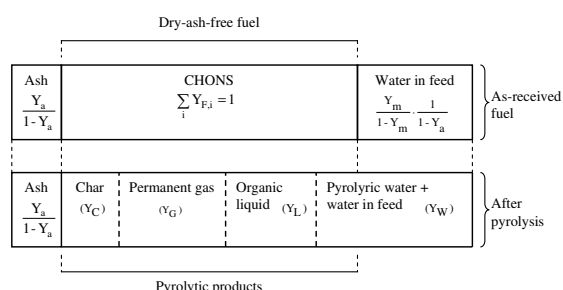 Dry-ash-free fuel
Ash
Y_a
1 - Y_a
CHONS
∑ Y_F,i = 1
i
Water in feed
Y_m / 1 - Y_m · 1 / 1 - Y_a
As-received
fuel
Ash
Y_a
1 - Y_a
Char
(Y_C)
Permanent gas
(Y_G)
Organic
liquid (Y_L)
Pyrolyric water +
water in feed (Y_W)
After
pyrolysis
Pyrolytic products